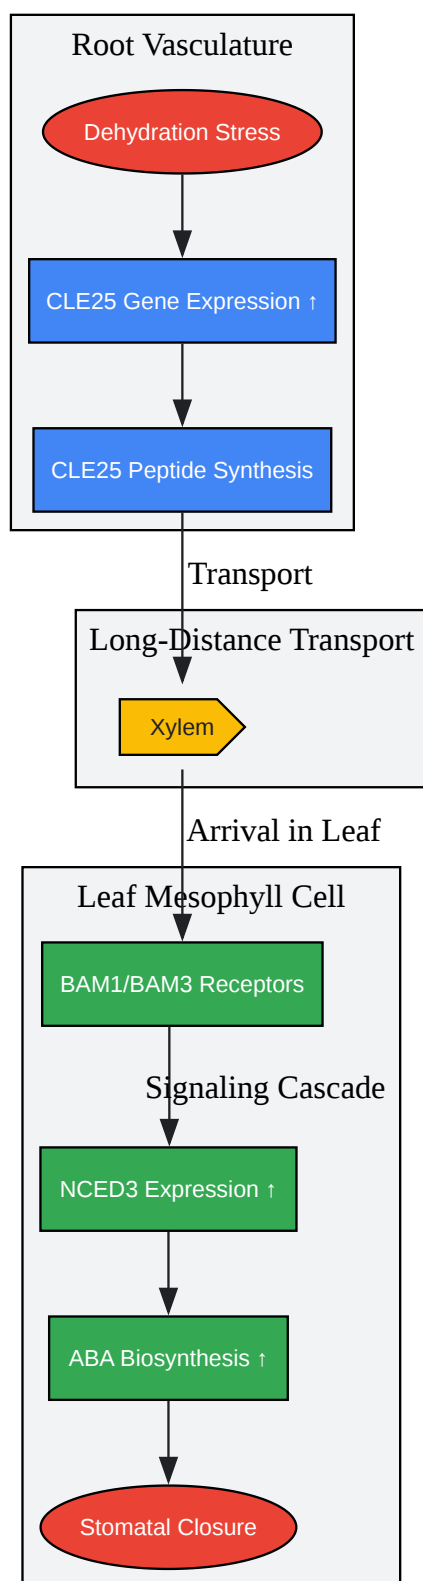 Root Vasculature
Dehydration Stress
CLE25 Gene Expression ↑
CLE25 Peptide Synthesis
Transport
Long-Distance Transport
Xylem
Arrival in Leaf
Leaf Mesophyll Cell
BAM1/BAM3 Receptors
Signaling Cascade
NCED3 Expression ↑
ABA Biosynthesis ↑
Stomatal Closure